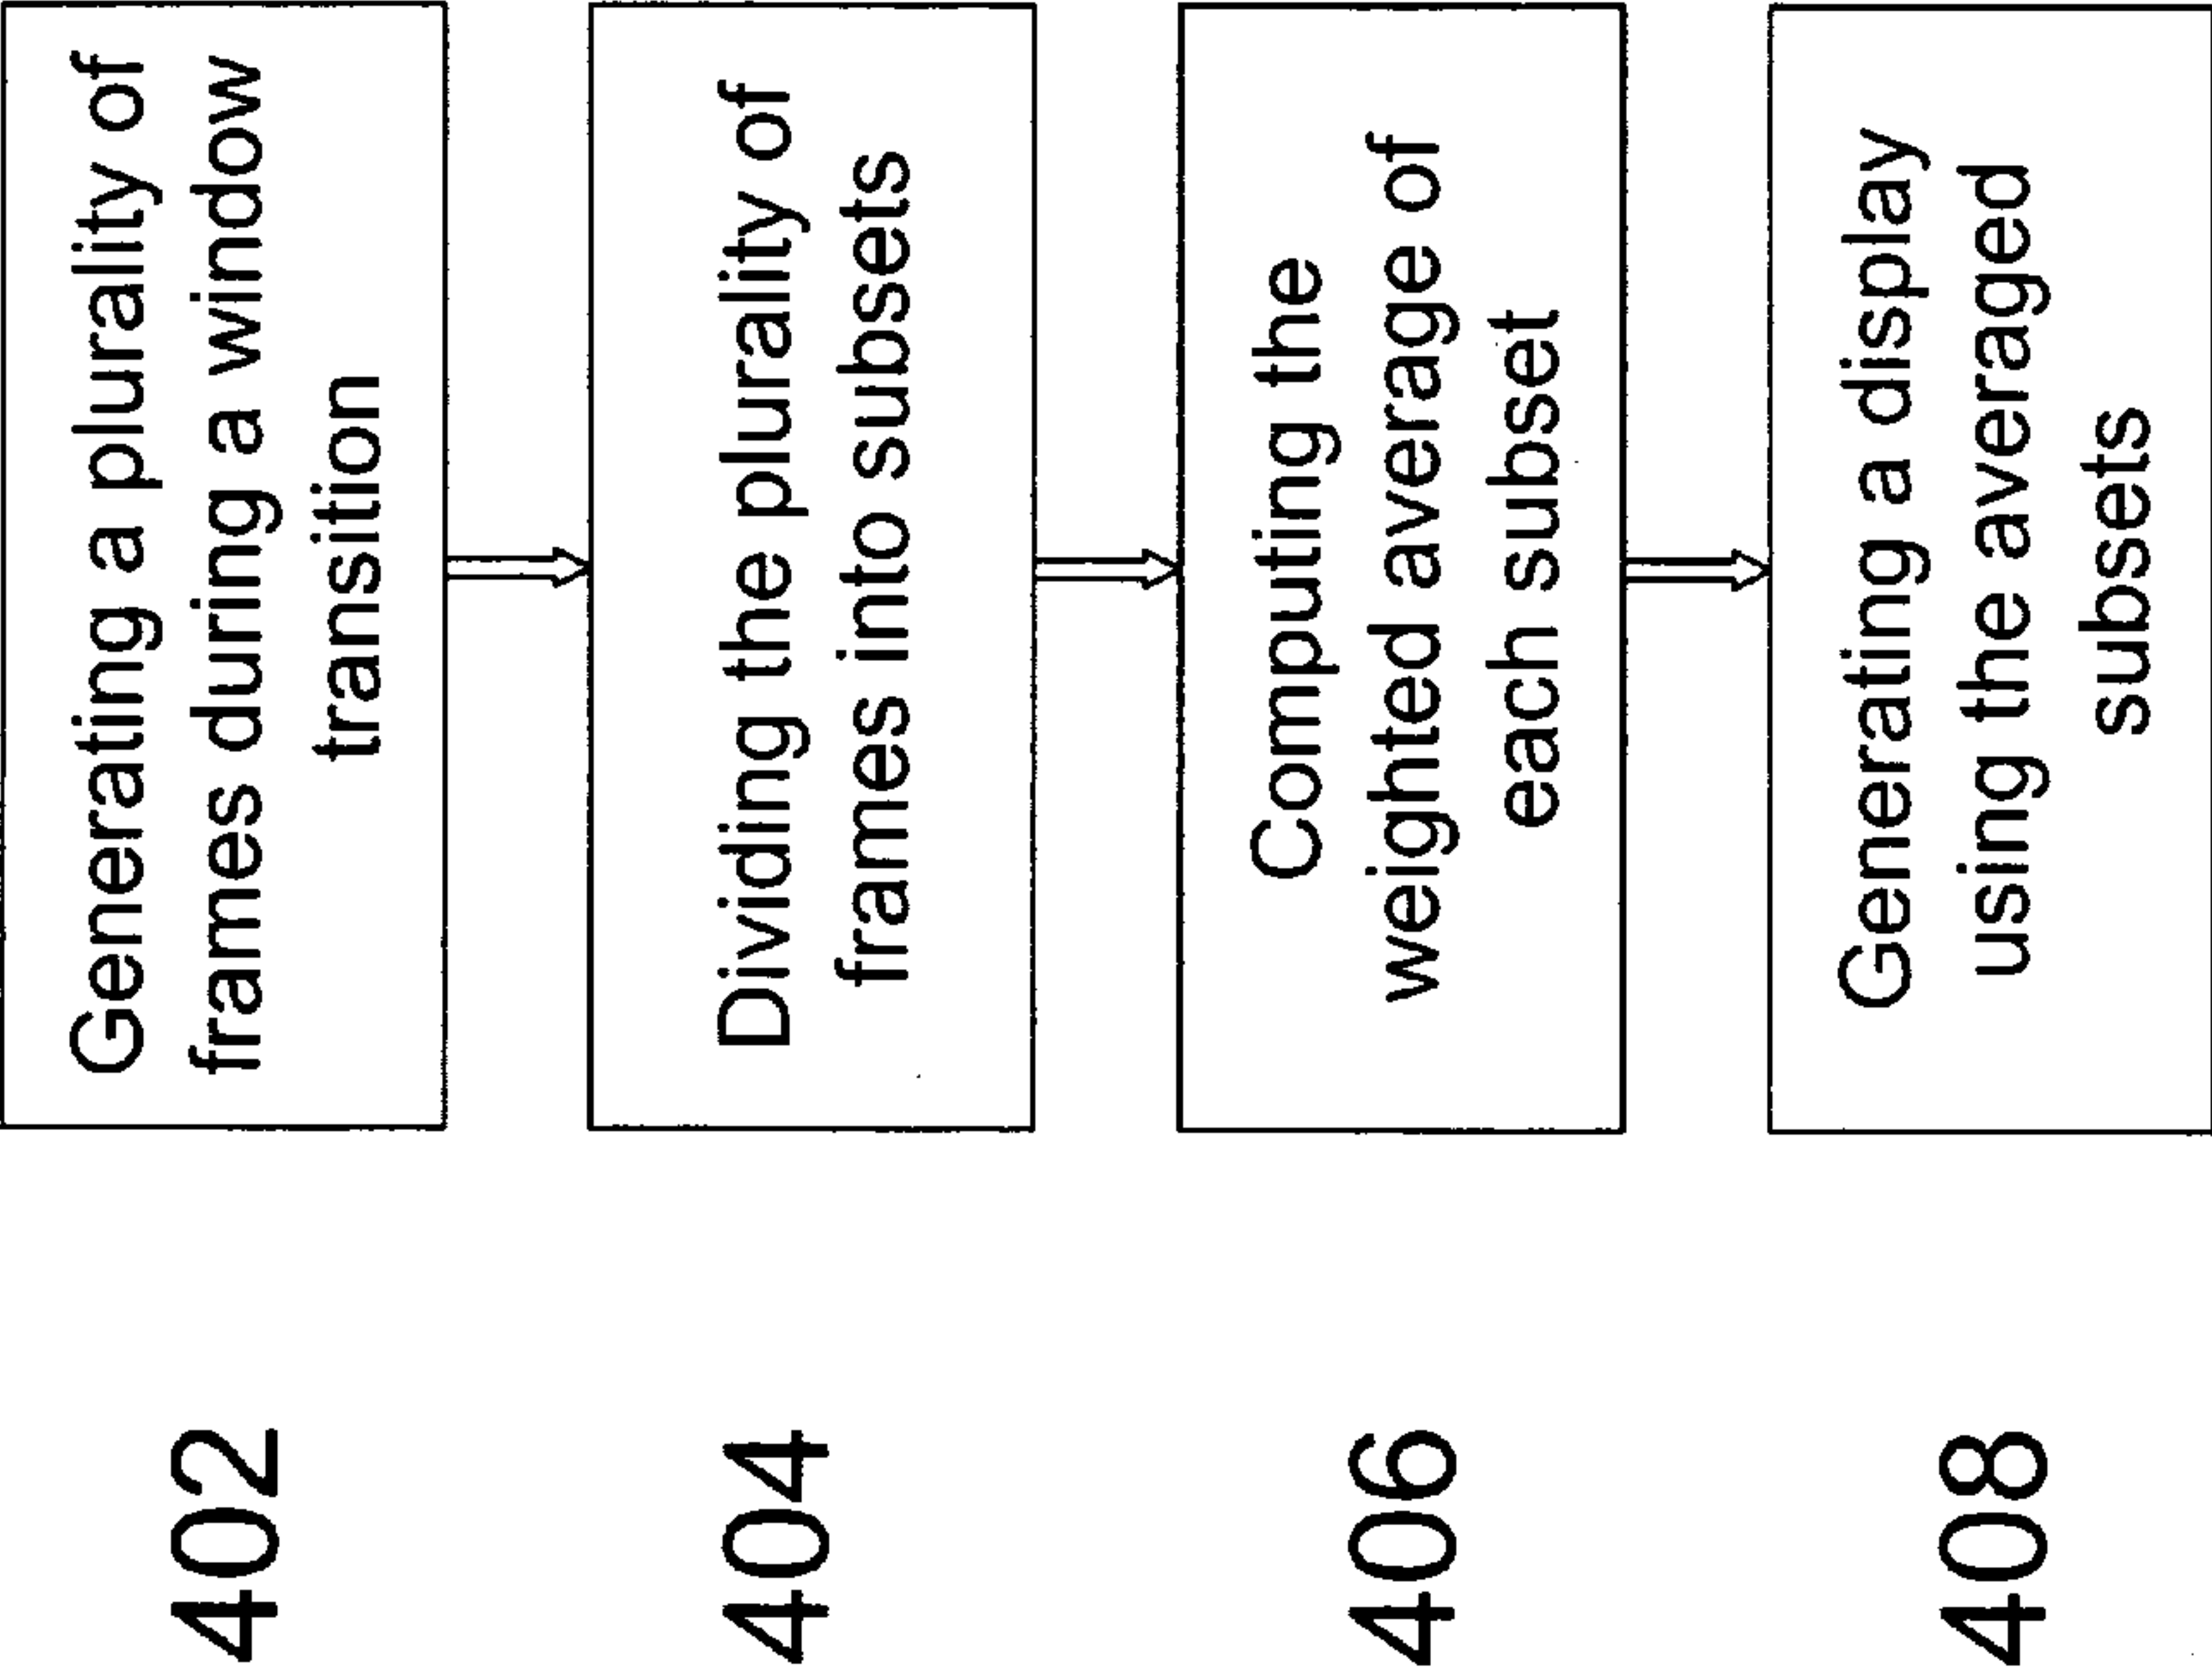 402
Generating a plurality of
frames during a window
transition
404
Dividing the plurality of
frames into subsets
406
Computing the
weighted average of
each subset
408
Generating a display
using the averaged
subsets